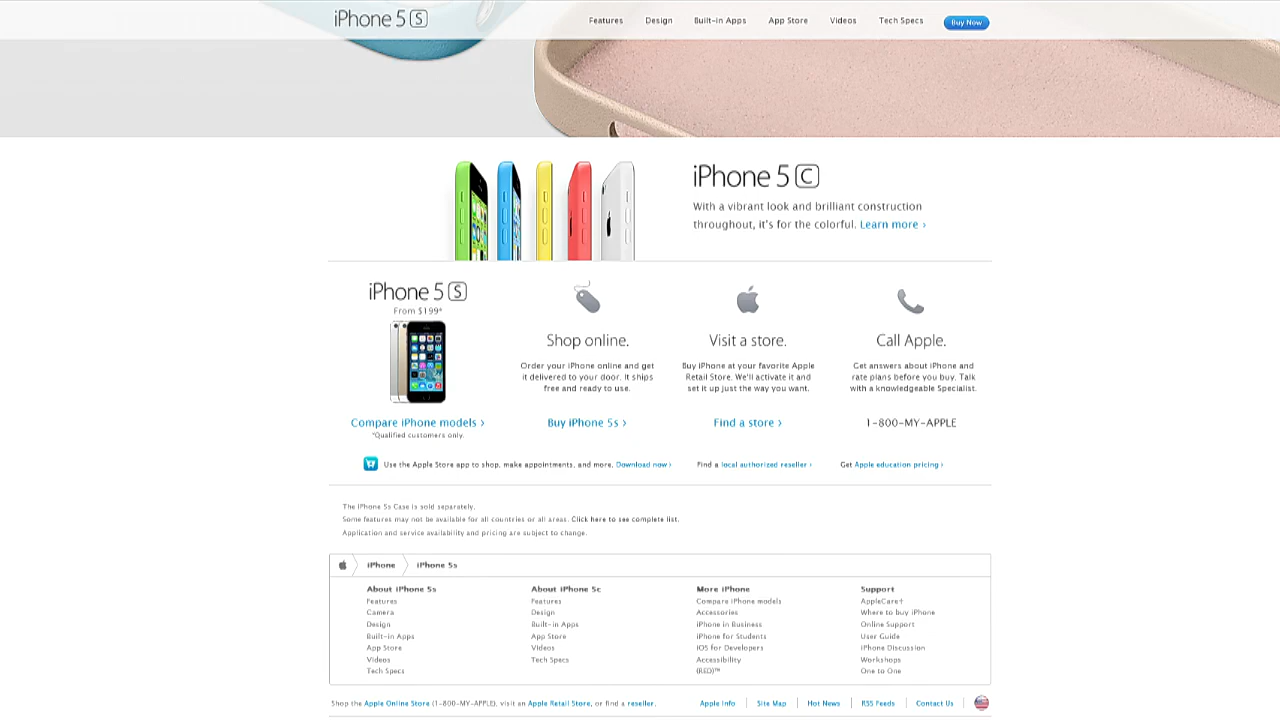 iPhone 5 S
Features Design Built-in Apps App Store Videos Tech Specs Buy Now
iPhone 5 C
With a vibrant look and brilliant construction
throughout, it's for the colorful. Learn more ›
iPhone 5 S
From $199*
Compare iPhone models ›
*Qualified customers only.
Shop online.
Order your iPhone online and get
it delivered to your door. It ships
free and ready to use.
Buy iPhone 5s ›
Visit a store.
Buy iPhone at your favorite Apple
Retail Store. We'll activate it and
set it up just the way you want.
Find a store ›
Call Apple.
Get answers about iPhone and
rate plans before you buy. Talk
with a knowledgeable Specialist.
1-800-MY-APPLE
Use the Apple Store app to shop, make appointments, and more. Download now ›
Find a local authorized reseller ›
Get Apple education pricing ›
The iPhone 5s Case is sold separately.
Some features may not be available for all countries or all areas. Click here to see complete list.
Application and service availability and pricing are subject to change.
iPhone iPhone 5s
About iPhone 5s
Features
Camera
Design
Built-in Apps
App Store
Videos
Tech Specs
About iPhone 5c
Features
Design
Built-in Apps
App Store
Videos
Tech Specs
More iPhone
Compare iPhone models
Accessories
iPhone in Business
iPhone for Students
iOS for Developers
Accessibility
(RED)™
Support
AppleCare+
Where to buy iPhone
Online Support
User Guide
iPhone Discussion
Workshops
One to One
Shop the Apple Online Store (1-800-MY-APPLE), visit an Apple Retail Store, or find a reseller.
Apple Info Site Map Hot News RSS Feeds Contact Us